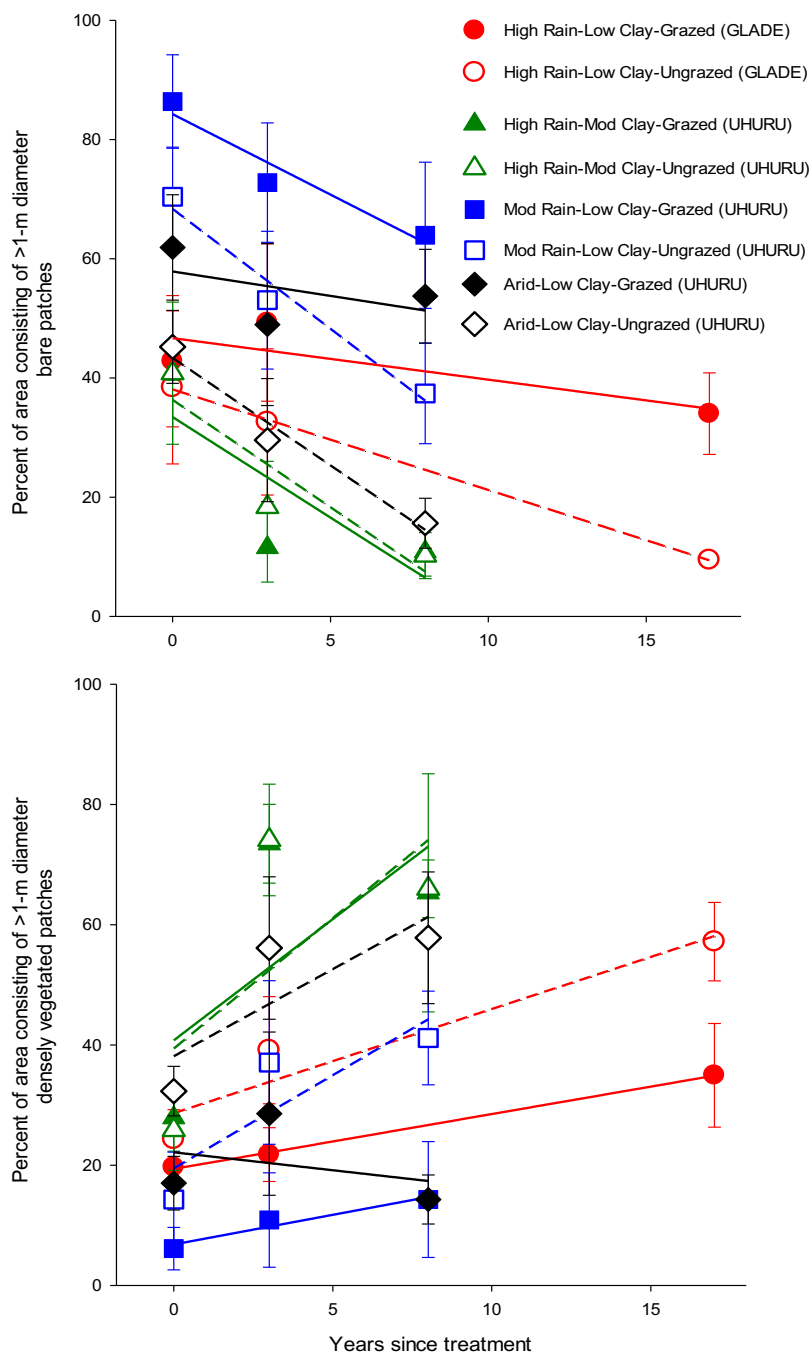 100
80
60
40
20
0
Percent of area consisting of >1-m diameter
bare patches
High Rain-Low Clay-Grazed (GLADE)
High Rain-Low Clay-Ungrazed (GLADE)
High Rain-Mod Clay-Grazed (UHURU)
High Rain-Mod Clay-Ungrazed (UHURU)
Mod Rain-Low Clay-Grazed (UHURU)
Mod Rain-Low Clay-Ungrazed (UHURU)
Arid-Low Clay-Grazed (UHURU)
Arid-Low Clay-Ungrazed (UHURU)
0 5 10 15
100
80
60
40
20
0
Percent of area consisting of >1-m diameter
densely vegetated patches
0 5 10 15
Years since treatment